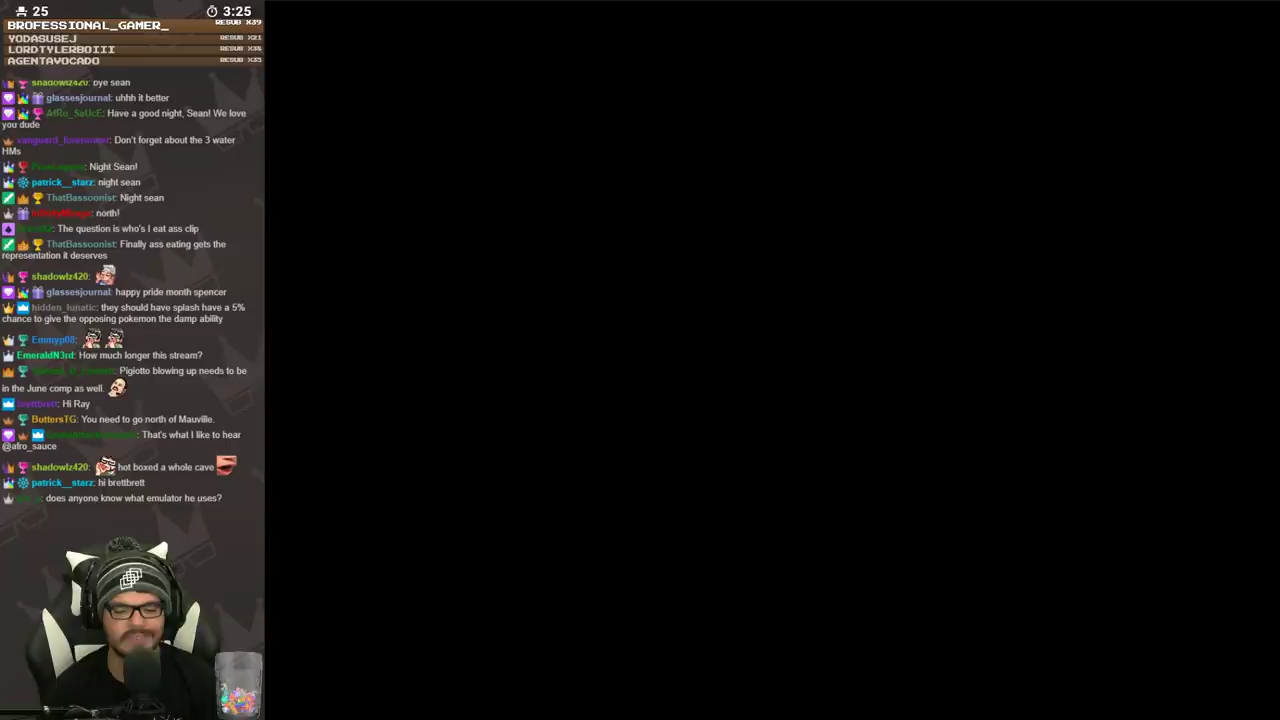 25
3:25
BROFESSIONAL_GAMER_ RESUB X39
YODASUSEJ RESUB X21
LORDTYLERBOIII RESUB X35
AGENTAVOCADO RESUB X35
shadowlz420: bye sean
glassesjournal: uhhh it better
AfRo_SaUcE: Have a good night, Sean! We love
you dude
Don't forget about the 3 water
HMs
Night Sean!
patrick__starz: night sean
ThatBassoonist: Night sean
north!
The question is who's I eat ass clip
ThatBassoonist: Finally ass eating gets the
representation it deserves
shadowlz420:
glassesjournal: happy pride month spencer
hidden_lunatic: they should have splash have a 5%
chance to give the opposing pokemon the damp ability
Emmyp08:
EmeraldN3rd: How much longer this stream?
Pigiotto blowing up needs to be
in the June comp as well.
brettbrett: Hi Ray
ButtersTG: You need to go north of Mauville.
That's what I like to hear
@afro_sauce
shadowlz420: hot boxed a whole cave
patrick__starz: hi brettbrett
does anyone know what emulator he uses?